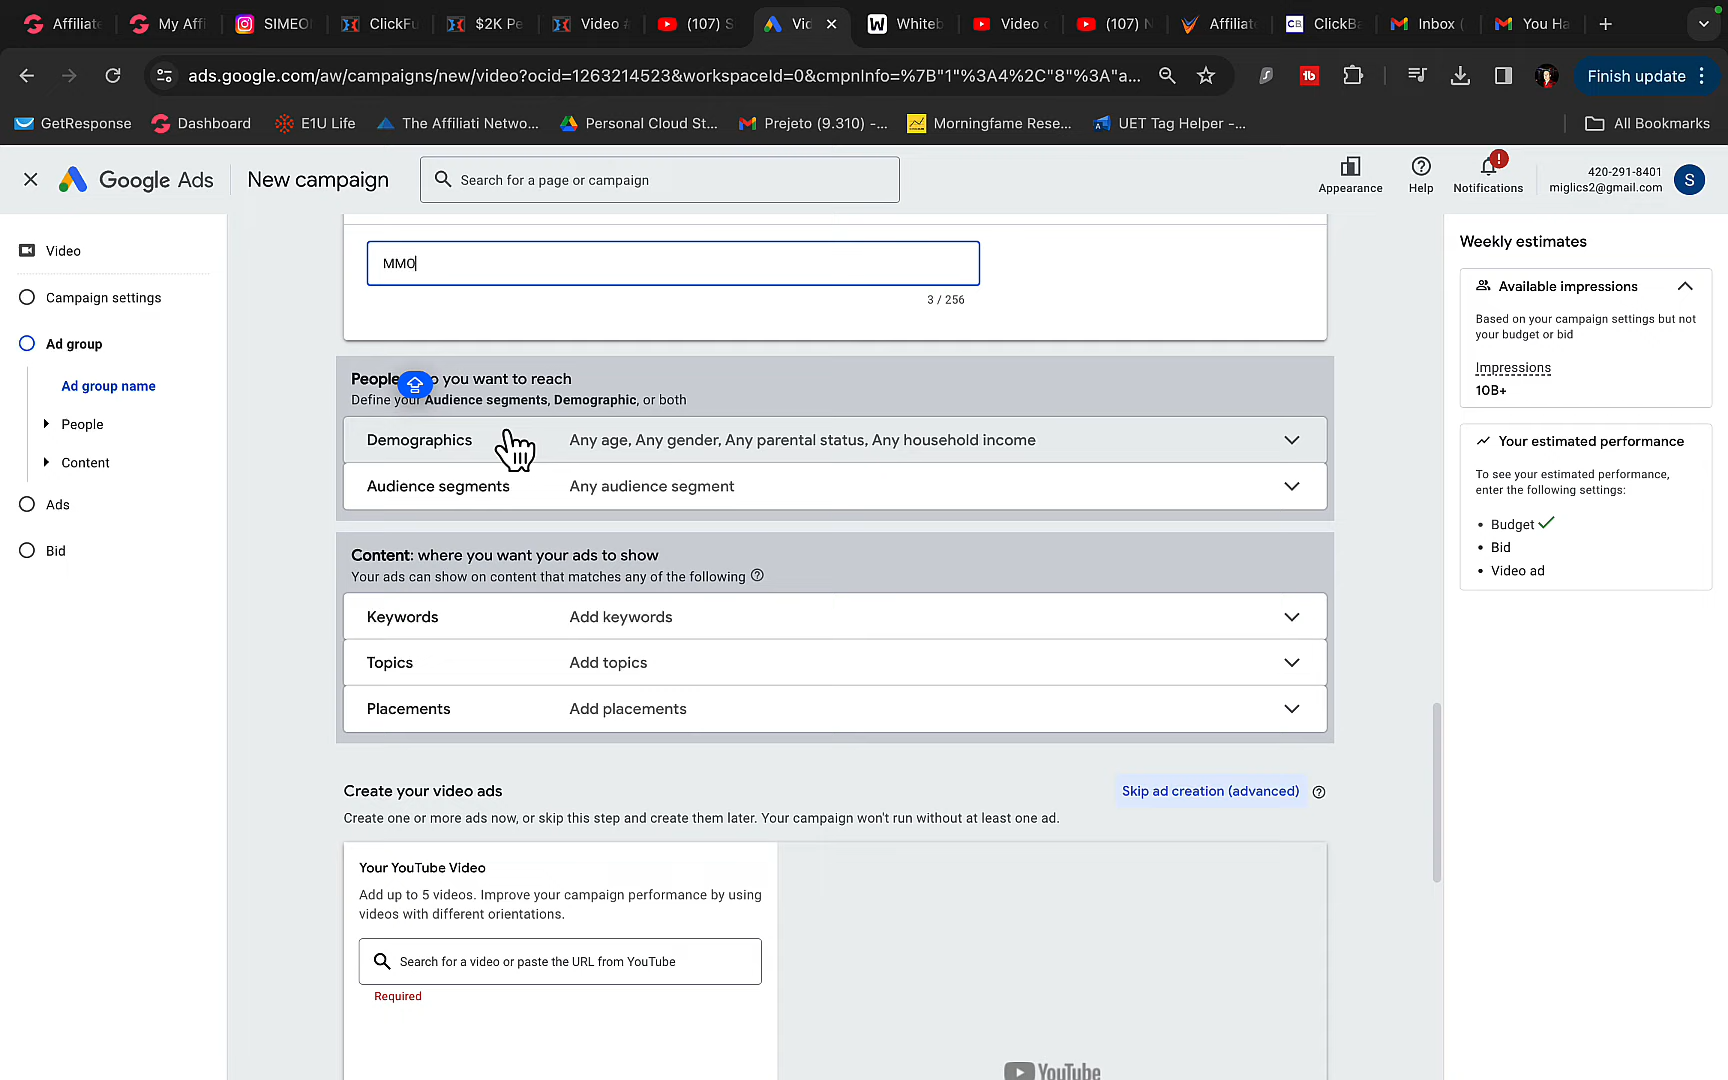 Affiliate
My Affi
SIMEO
ClickFu
$2K Pe
Video #
(107) S
Vid
Whiteb
Video
(107)
Affiliate
ClickBa
Inbox (
You Ha
ads.google.com/aw/campaigns/new/video?ocid=1263214523&workspaceId=0&cmpnInfo=%7B"1"%3A4%2C"8"%3A"a...
Finish update
GetResponse
Dashboard
E1U Life
The Affiliati Netwo...
Personal Cloud St...
Prejeto (9.310) -...
Morningfame Rese...
UET Tag Helper -...
All Bookmarks
Google Ads
New campaign
Search for a page or campaign
Appearance
Help
Notifications
420-291-8401
miglics2@gmail.com
S
Video
Campaign settings
Ad group
Ad group name
People
Content
Ads
Bid
MMO
3 / 256
People o you want to reach
Define your Audience segments, Demographic, or both
Demographics Any age, Any gender, Any parental status, Any household income
Audience segments Any audience segment
Content: where you want your ads to show
Your ads can show on content that matches any of the following
Keywords Add keywords
Topics Add topics
Placements Add placements
Create your video ads
Skip ad creation (advanced)
Create one or more ads now, or skip this step and create them later. Your campaign won't run without at least one ad.
Your YouTube Video
Add up to 5 videos. Improve your campaign performance by using
videos with different orientations.
Search for a video or paste the URL from YouTube
Required
YouTube
Weekly estimates
Available impressions
Based on your campaign settings but not
your budget or bid
Impressions
10B+
Your estimated performance
To see your estimated performance,
enter the following settings:
• Budget
• Bid
• Video ad